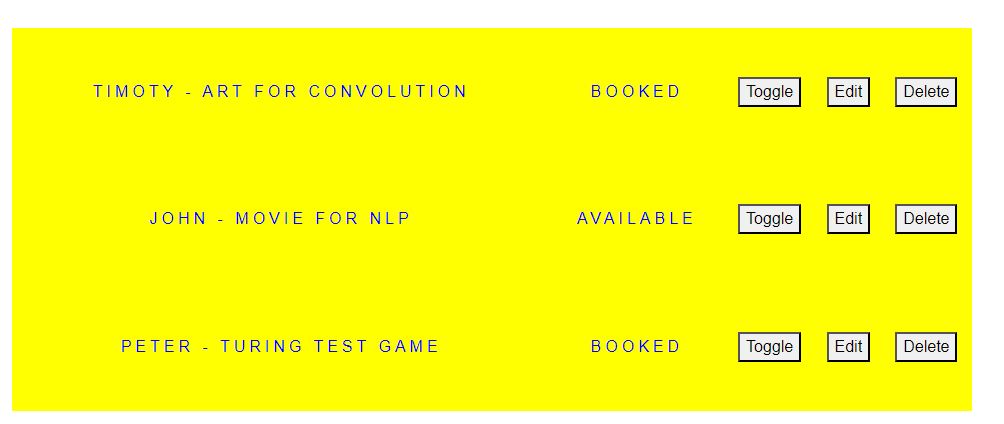 TIMOTY - ART FOR CONVOLUTION BOOKED Toggle Edit Delete
JOHN - MOVIE FOR NLP AVAILABLE Toggle Edit Delete
PETER - TURING TEST GAME BOOKED Toggle Edit Delete